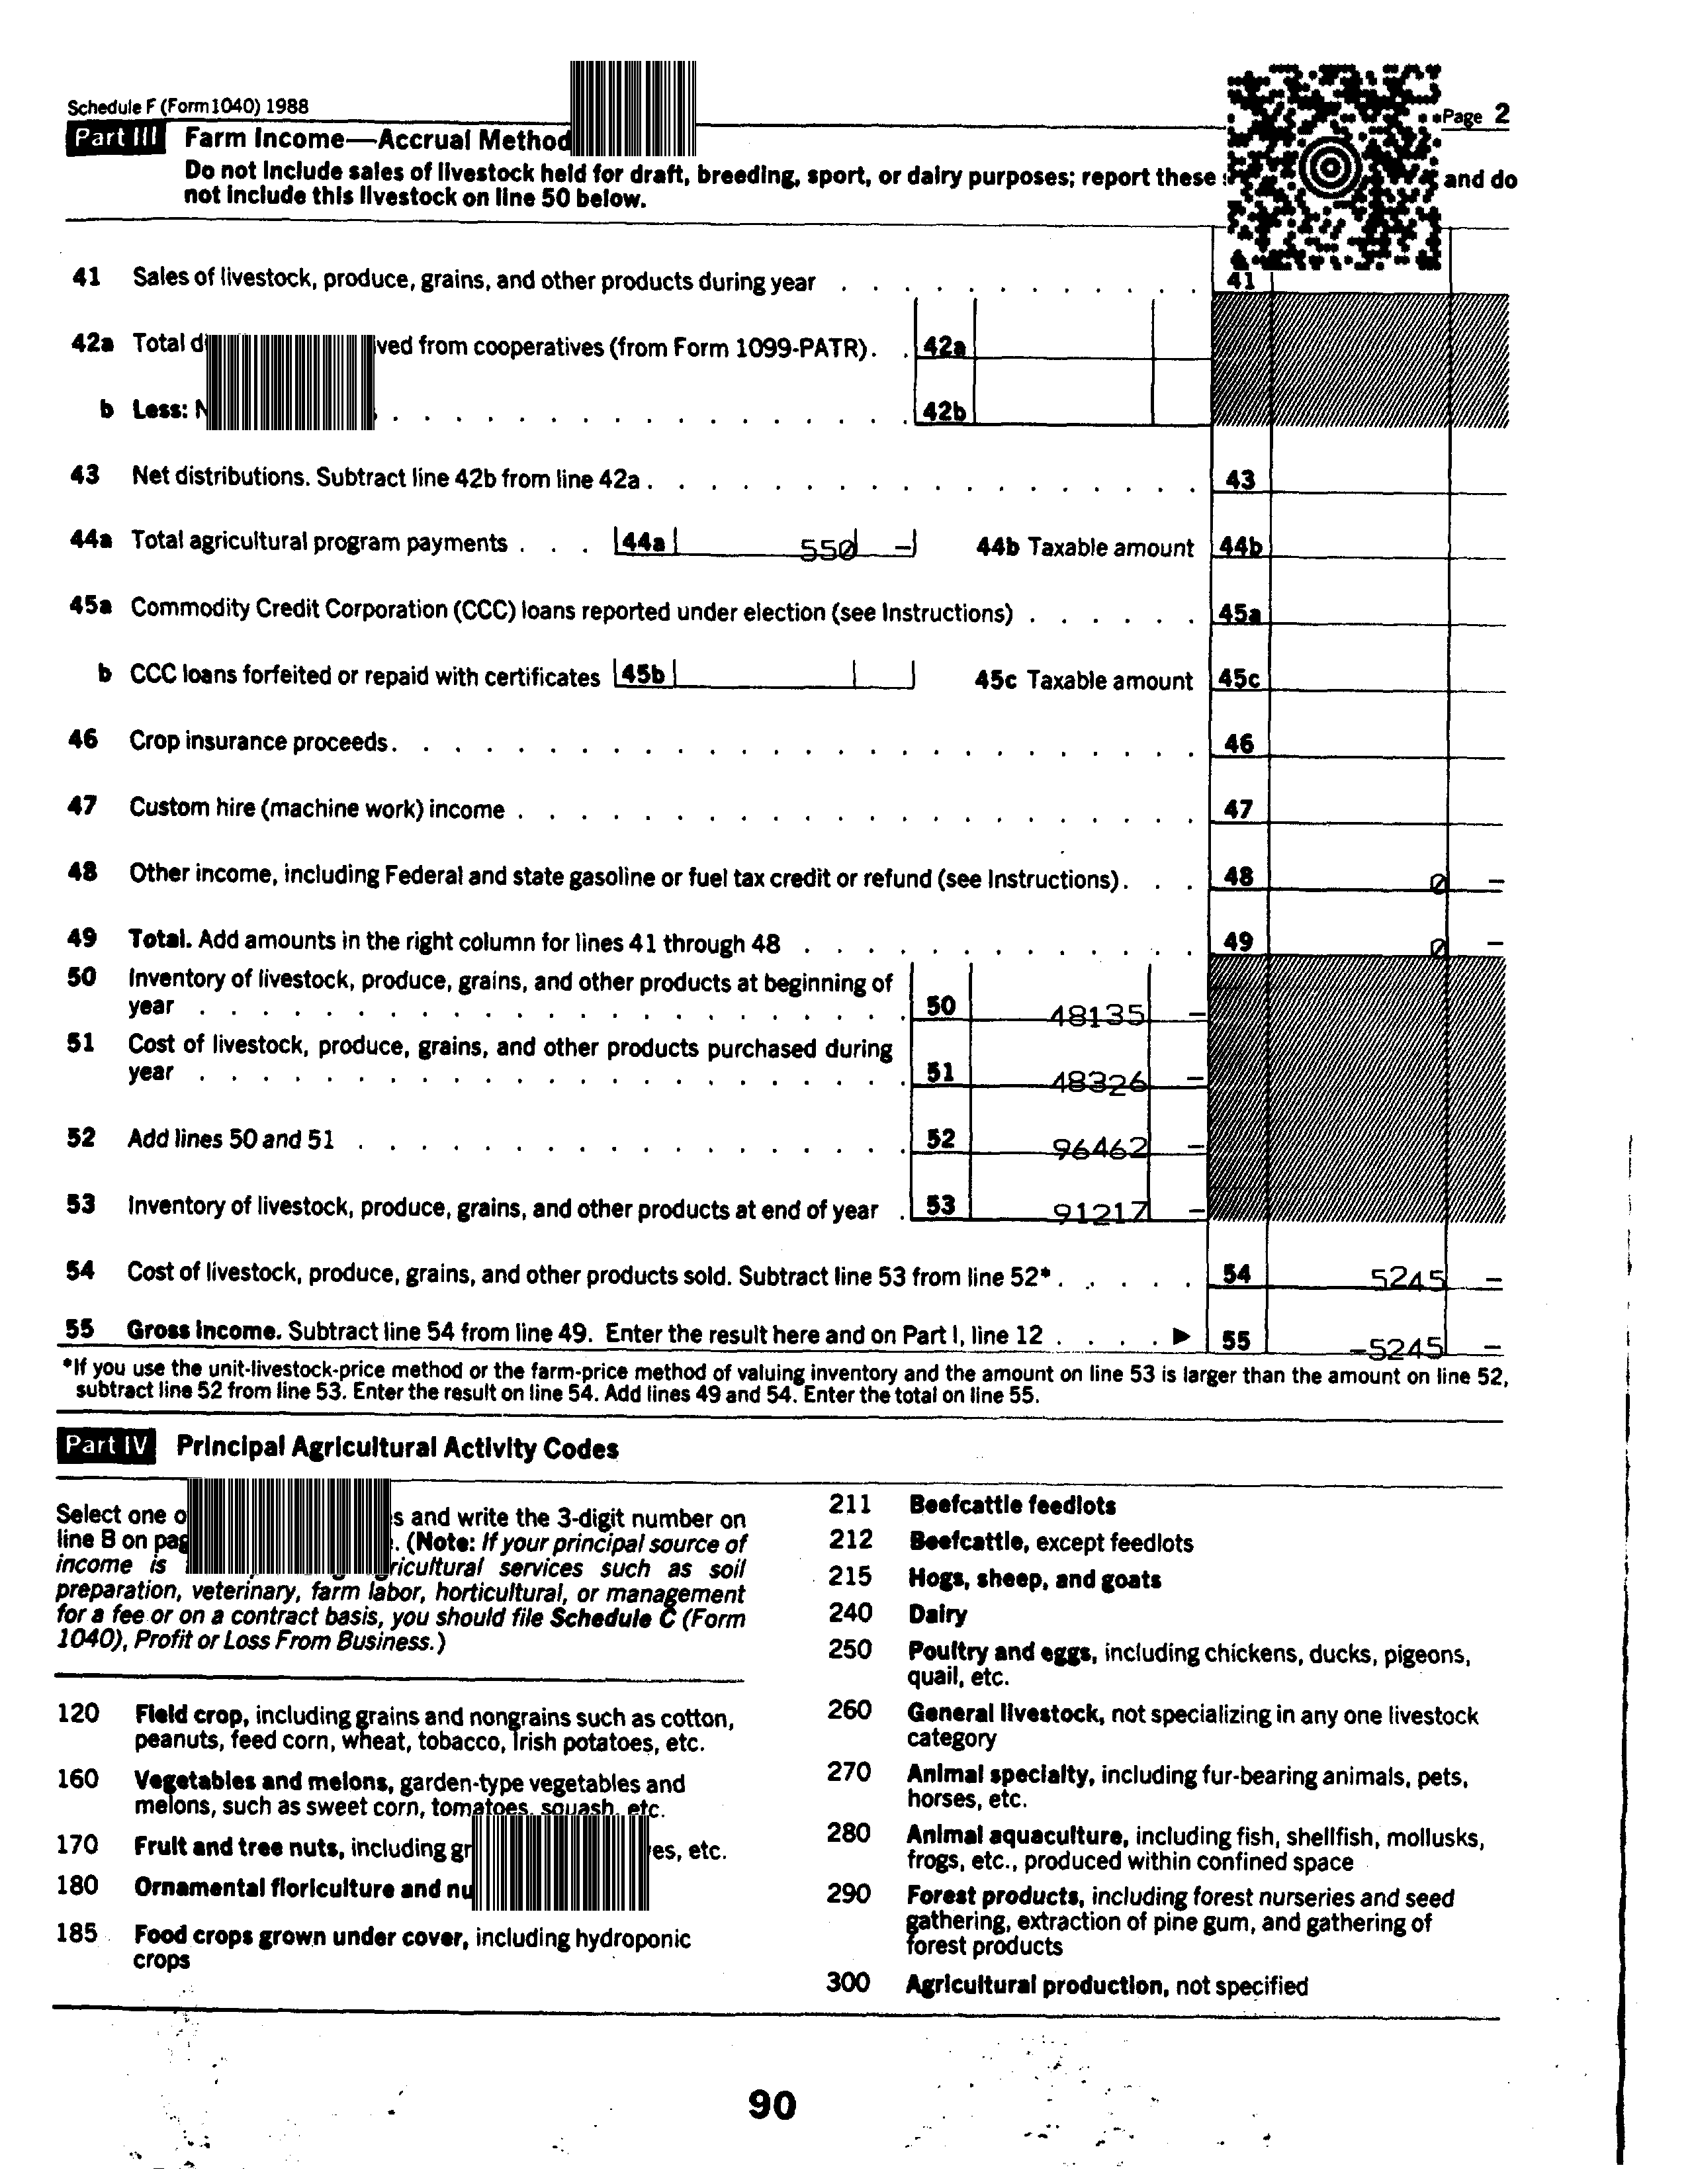 Schedule F (Form 1040) 1988
Page 2
Part III Farm Income—Accrual Method
Do not include sales of livestock held for draft, breeding, sport, or dairy purposes; report these and do
not include this livestock on line 50 below.
41 Sales of livestock, produce, grains, and other products during year 41
42a Total ved from cooperatives (from Form 1099-PATR). 42a
b Less: 42b
43 Net distributions. Subtract line 42b from line 42a 43
44a Total agricultural program payments 44a 550 – 44b Taxable amount 44b
45a Commodity Credit Corporation (CCC) loans reported under election (see Instructions) 45a
b CCC loans forfeited or repaid with certificates 45b 45c Taxable amount 45c
46 Crop insurance proceeds 46
47 Custom hire (machine work) income 47
48 Other income, including Federal and state gasoline or fuel tax credit or refund (see Instructions) 48 0 –
49 Total. Add amounts in the right column for lines 41 through 48 49 0 –
50 Inventory of livestock, produce, grains, and other products at beginning of
year 50 48135 –
51 Cost of livestock, produce, grains, and other products purchased during
year 51 48326 –
52 Add lines 50 and 51 52 96462 –
53 Inventory of livestock, produce, grains, and other products at end of year 53 91217 –
54 Cost of livestock, produce, grains, and other products sold. Subtract line 53 from line 52* 54 5245 –
55 Gross income. Subtract line 54 from line 49. Enter the result here and on Part I, line 12 ▶ 55 -5245 –
*If you use the unit-livestock-price method or the farm-price method of valuing inventory and the amount on line 53 is larger than the amount on line 52,
subtract line 52 from line 53. Enter the result on line 54. Add lines 49 and 54. Enter the total on line 55.
Part IV Principal Agricultural Activity Codes
Select one s and write the 3-digit number on
line B on . (Note: If your principal source of
income is ricultural services such as soil
preparation, veterinary, farm labor, horticultural, or management
for a fee or on a contract basis, you should file Schedule C (Form
1040), Profit or Loss From Business.)
120 Field crop, including grains and nongrains such as cotton,
peanuts, feed corn, wheat, tobacco, Irish potatoes, etc.
160 Vegetables and melons, garden-type vegetables and
melons, such as sweet corn, tomatoes, squash, etc.
170 Fruit and tree nuts, including es, etc.
180 Ornamental floriculture and
185 Food crops grown under cover, including hydroponic
crops
211 Beefcattle feedlots
212 Beefcattle, except feedlots
215 Hogs, sheep, and goats
240 Dairy
250 Poultry and eggs, including chickens, ducks, pigeons,
quail, etc.
260 General livestock, not specializing in any one livestock
category
270 Animal specialty, including fur-bearing animals, pets,
horses, etc.
280 Animal aquaculture, including fish, shellfish, mollusks,
frogs, etc., produced within confined space
290 Forest products, including forest nurseries and seed
gathering, extraction of pine gum, and gathering of
forest products
300 Agricultural production, not specified
90